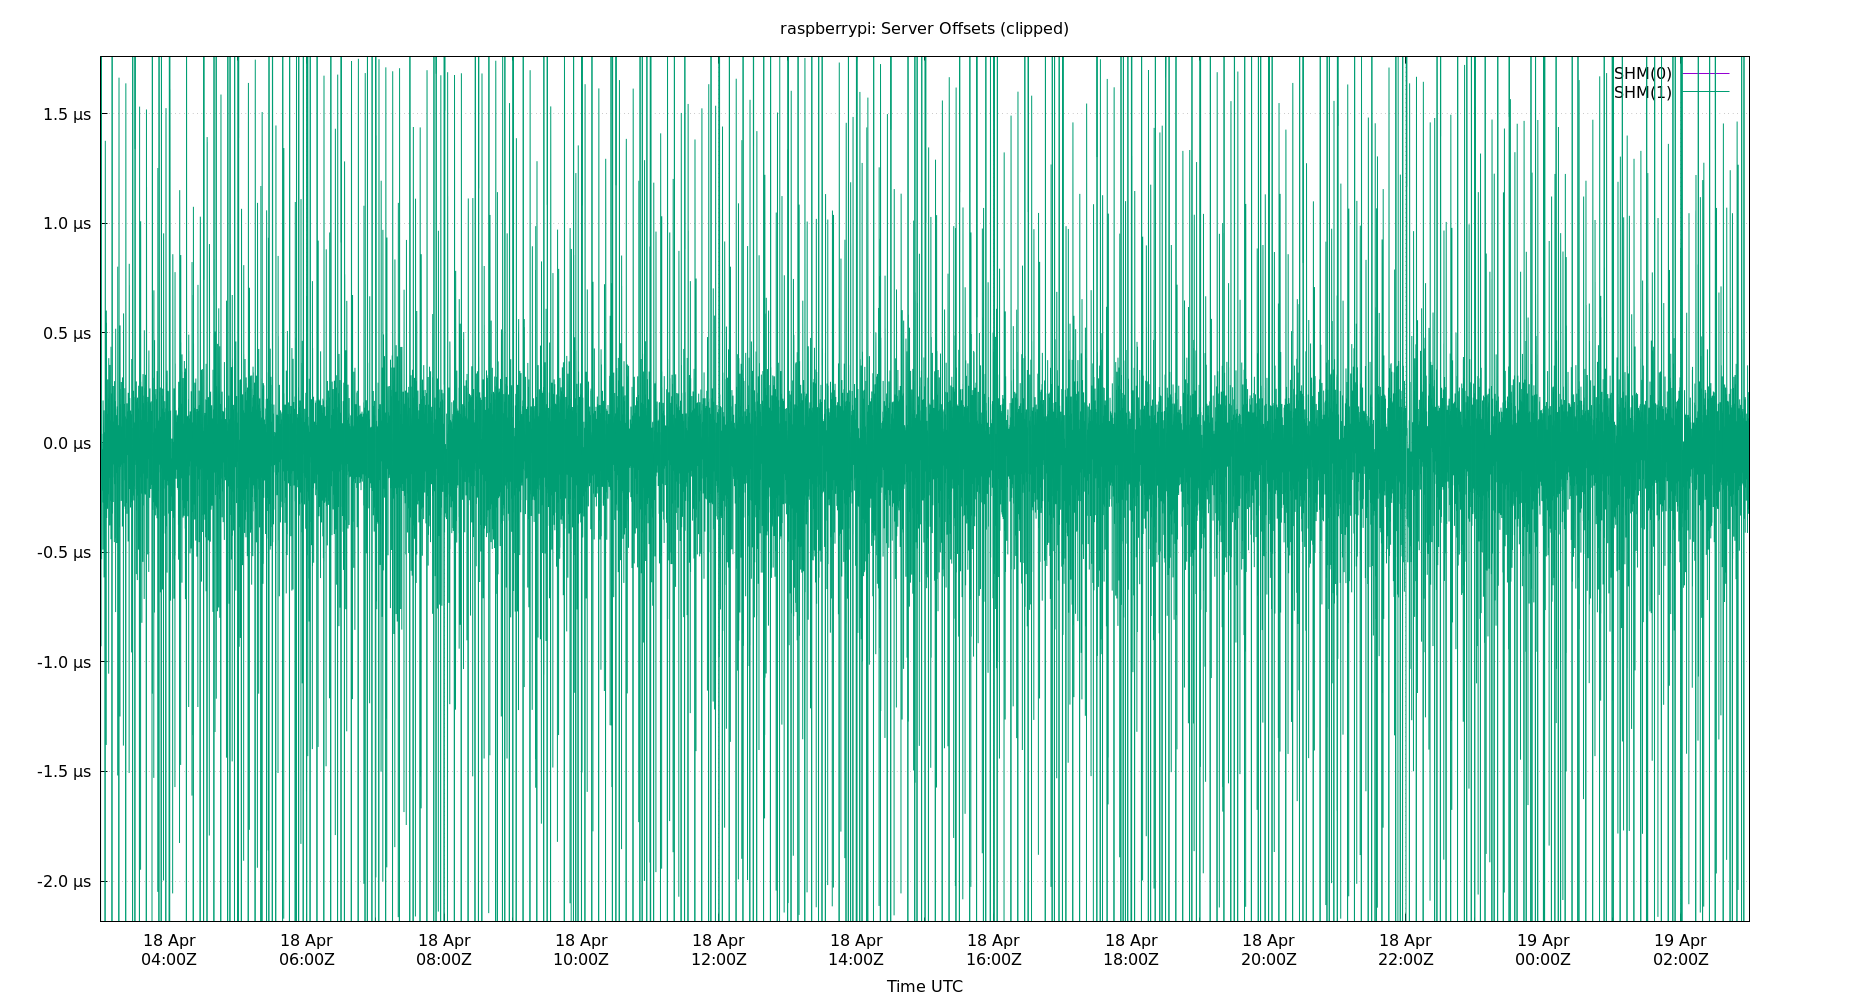 raspberrypi: Server Offsets (clipped)
SHM(0)
SHM(1)
1.5 µs
1.0 µs
0.5 µs
0.0 µs
-0.5 µs
-1.0 µs
-1.5 µs
-2.0 µs
18 Apr 18 Apr 18 Apr 18 Apr 18 Apr 18 Apr 18 Apr 18 Apr 18 Apr 18 Apr 19 Apr 19 Apr
04:00Z 06:00Z 08:00Z 10:00Z 12:00Z 14:00Z 16:00Z 18:00Z 20:00Z 22:00Z 00:00Z 02:00Z
Time UTC